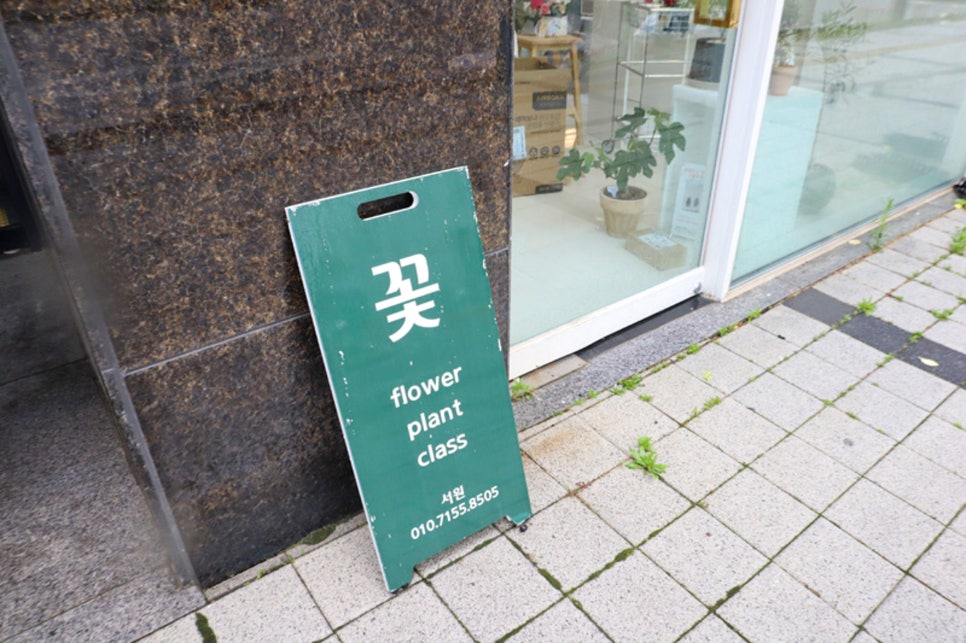 꽃
flower
plant
class
서원
010.7155.8505